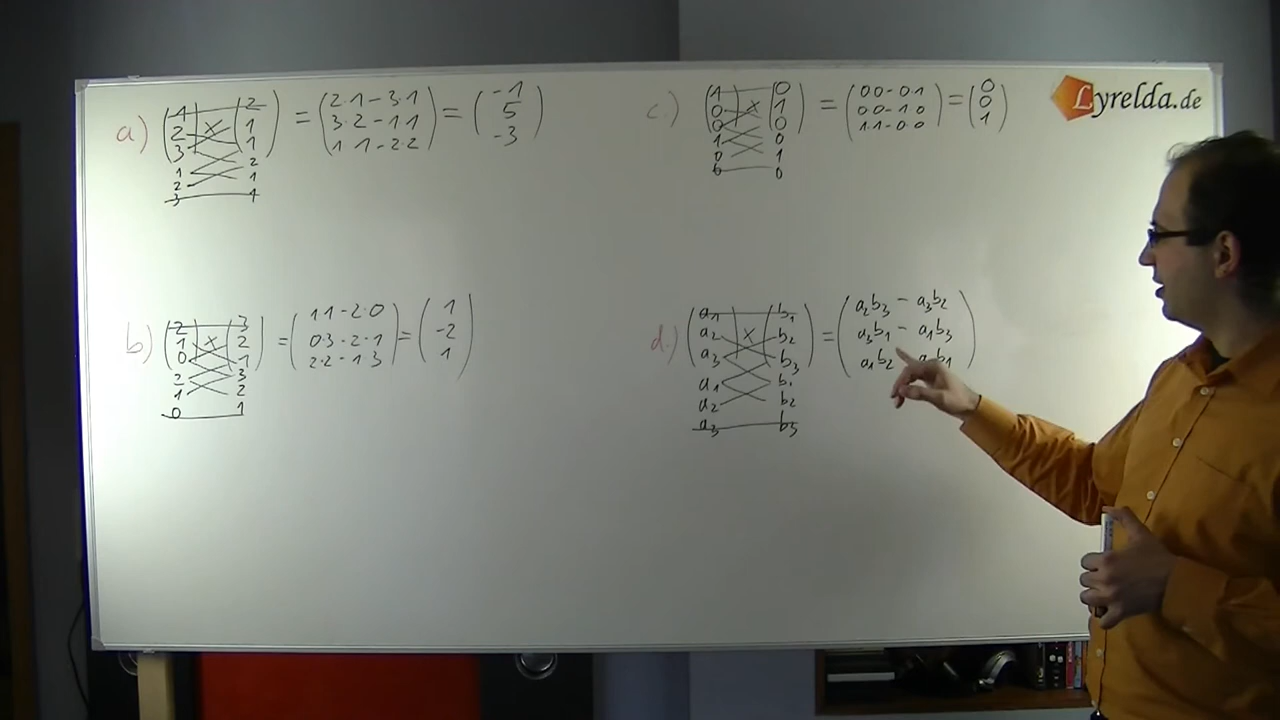 Lyrelda.de
a) (1 2 3 1 2 3) × (2 1 1 2 1 1) = (2·1 - 3·1 3·2 - 1·1 1·1 - 2·2) = (-1 5 -3)
c.) (1 0 0 1 0 0) × (0 1 0 0 1 0) = (0·0 - 0·1 0·0 - 1·0 1·1 - 0·0) = (0 0 1)
b) (2 1 0 2 1 0) × (3 2 1 3 2 1) = (1·1 - 2·0 0·3 - 2·1 2·2 - 1·3) = (1 -2 1)
d.) (a₁ a₂ a₃ a₁ a₂ a₃) × (b₁ b₂ b₃ b₁ b₂ b₃) = (a₂b₃ - a₃b₂ a₃b₁ - a₁b₃ a₁b₂ b₁)